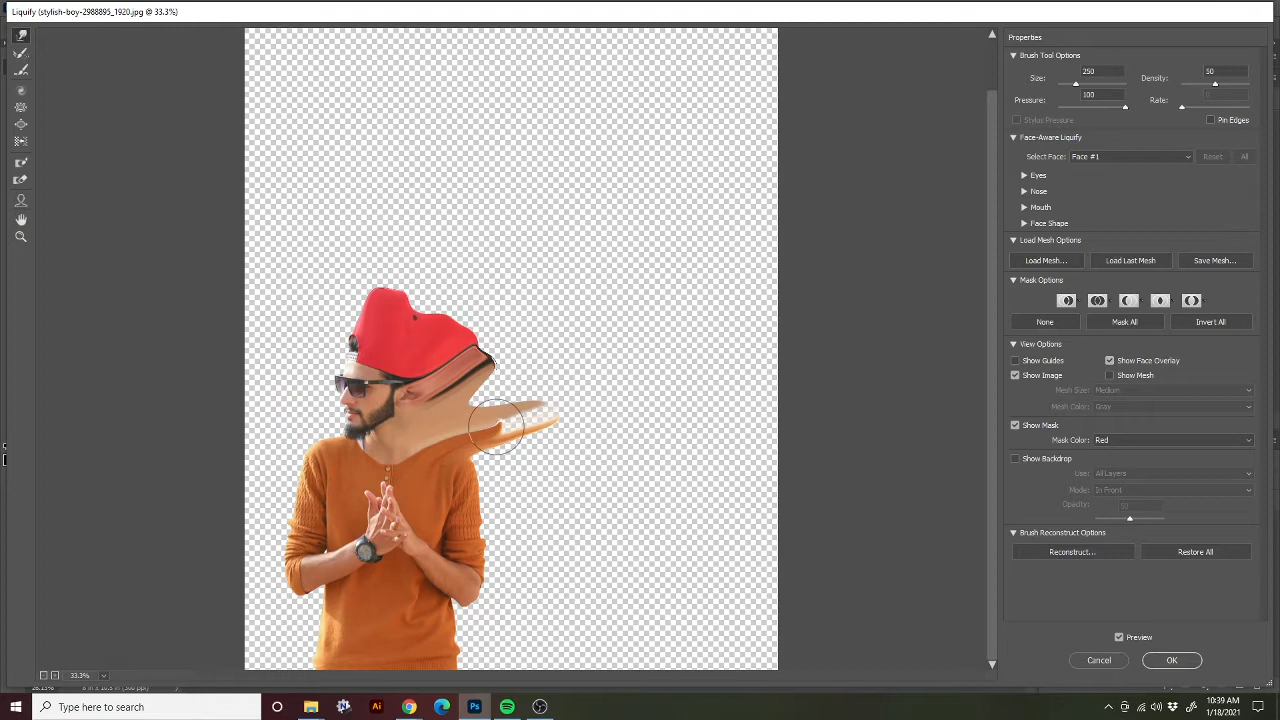 Liquify (stylish-boy-2988895_1920.jpg @ 33.3%)
Properties
Brush Tool Options
Size: 250 Density: 50
Pressure: 100 Rate:
Stylus Pressure Pin Edges
Face-Aware Liquify
Select Face: Face #1 Reset All
Eyes
Nose
Mouth
Face Shape
Load Mesh Options
Load Mesh... Load Last Mesh Save Mesh...
Mask Options
None Mask All Invert All
View Options
Show Guides Show Face Overlay
Show Image Show Mesh
Mesh Size: Medium
Mesh Color: Gray
Show Mask
Mask Color: Red
Show Backdrop
Use: All Layers
Mode: In Front
Opacity: 50
Brush Reconstruct Options
Reconstruct... Restore All
Preview
Cancel OK
33.3%
Type here to search
Ai Ps
10:39 AM
1/18/2021